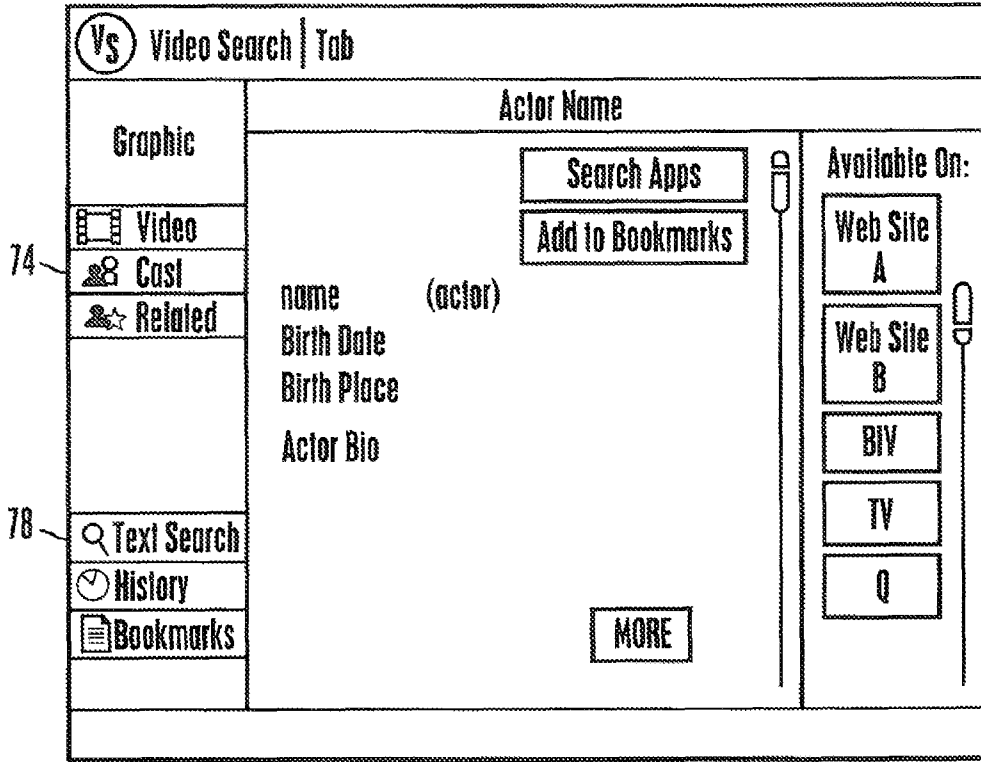 VS Video Search | Tab
Graphic
Actor Name
Video
74
Cast
Related
Search Apps
Add to Bookmarks
name (actor)
Birth Date
Birth Place
Actor Bio
MORE
Available On:
Web Site
A
Web Site
B
BIV
TV
Q
78
Text Search
History
Bookmarks